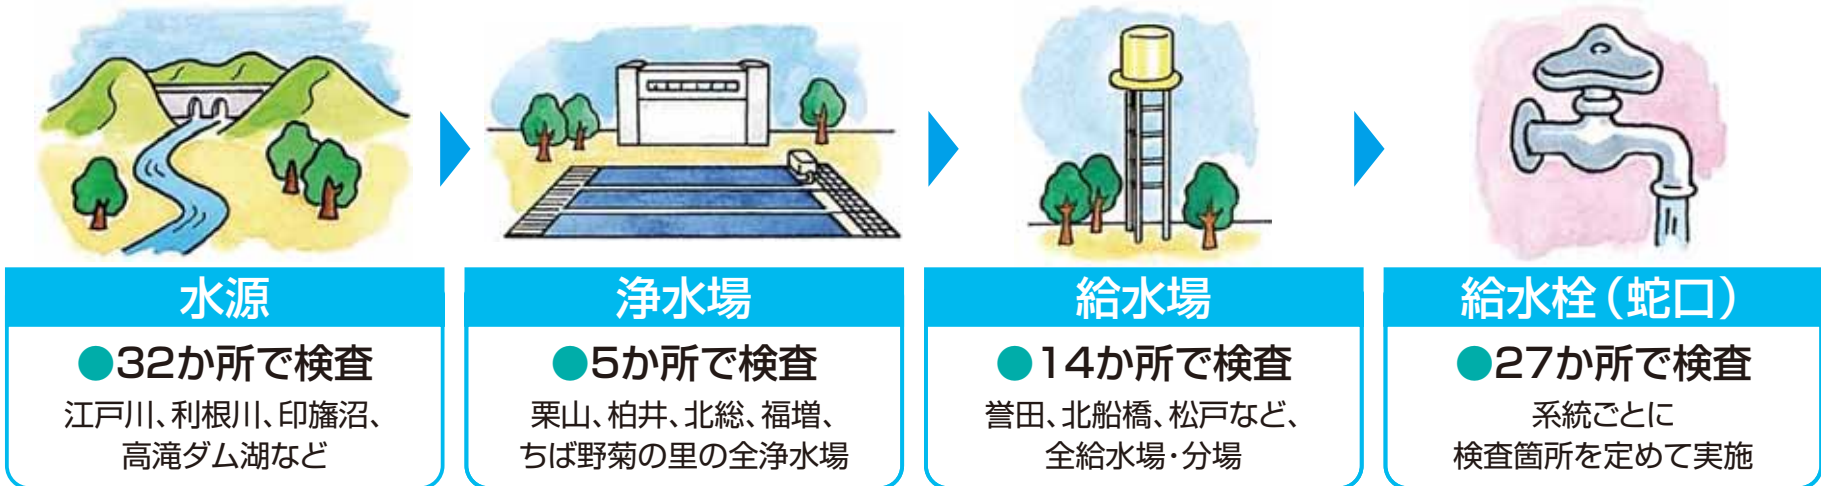 水源
●32か所で検査
江戸川、利根川、印旛沼、
高滝ダム湖など
浄水場
●5か所で検査
栗山、柏井、北総、福増、
ちば野菊の里の全浄水場
給水場
●14か所で検査
誉田、北船橋、松戸など、
全給水場・分場
給水栓（蛇口）
●27か所で検査
系統ごとに
検査箇所を定めて実施